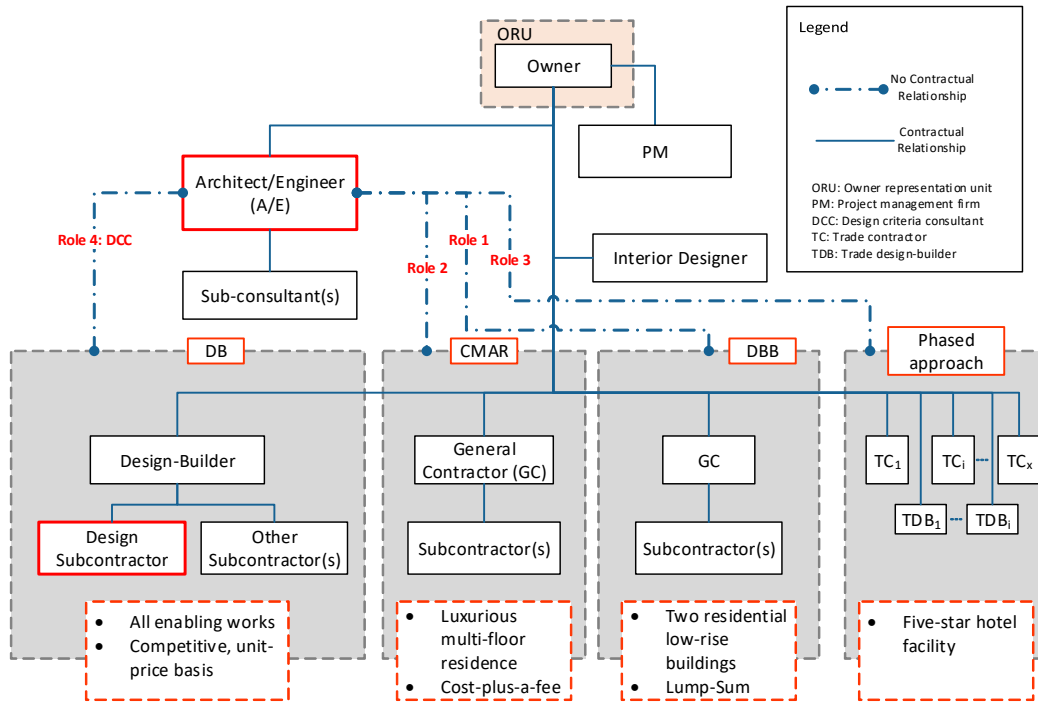 ORU
Owner
PM
Architect/Engineer
(A/E)
Sub-consultant(s)
Interior Designer
Role 4: DCC
Role 2
Role 1
Role 3
Legend
No Contractual
Relationship
Contractual
Relationship
ORU: Owner representation unit
PM: Project management firm
DCC: Design criteria consultant
TC: Trade contractor
TDB: Trade design-builder
DB
Design-Builder
Design
Subcontractor
Other
Subcontractor(s)
• All enabling works
• Competitive, unit-
price basis
CMAR
General
Contractor (GC)
Subcontractor(s)
• Luxurious
multi-floor
residence
• Cost-plus-a-fee
DBB
GC
Subcontractor(s)
• Two residential
low-rise
buildings
• Lump-Sum
Phased
approach
TC1
TCi
TCx
TDB1
TDBi
• Five-star hotel
facility